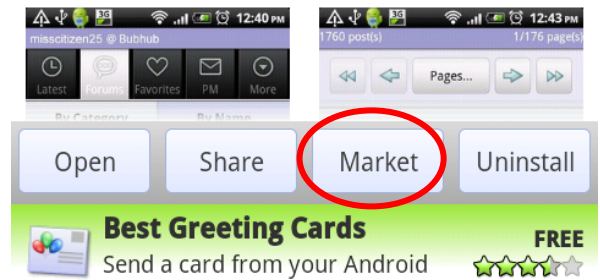 3G 12:40 PM
misscitizen25 @ Bubhub
Latest Forums Favorites PM More
By Category By Name
3G 12:43 PM
1760 post(s) 1/176 page(s)
Pages...
Open Share Market Uninstall
Best Greeting Cards
FREE
Send a card from your Android